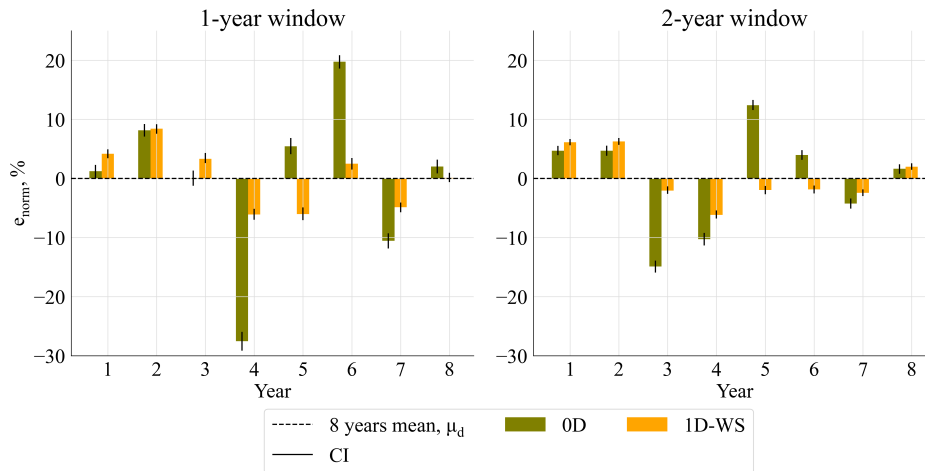 1-year window
2-year window
e_norm, %
20
10
0
−10
−20
−30
1 2 3 4 5 6 7 8
Year
20
10
0
−10
−20
−30
1 2 3 4 5 6 7 8
Year
8 years mean, μ_d
CI
0D
1D-WS